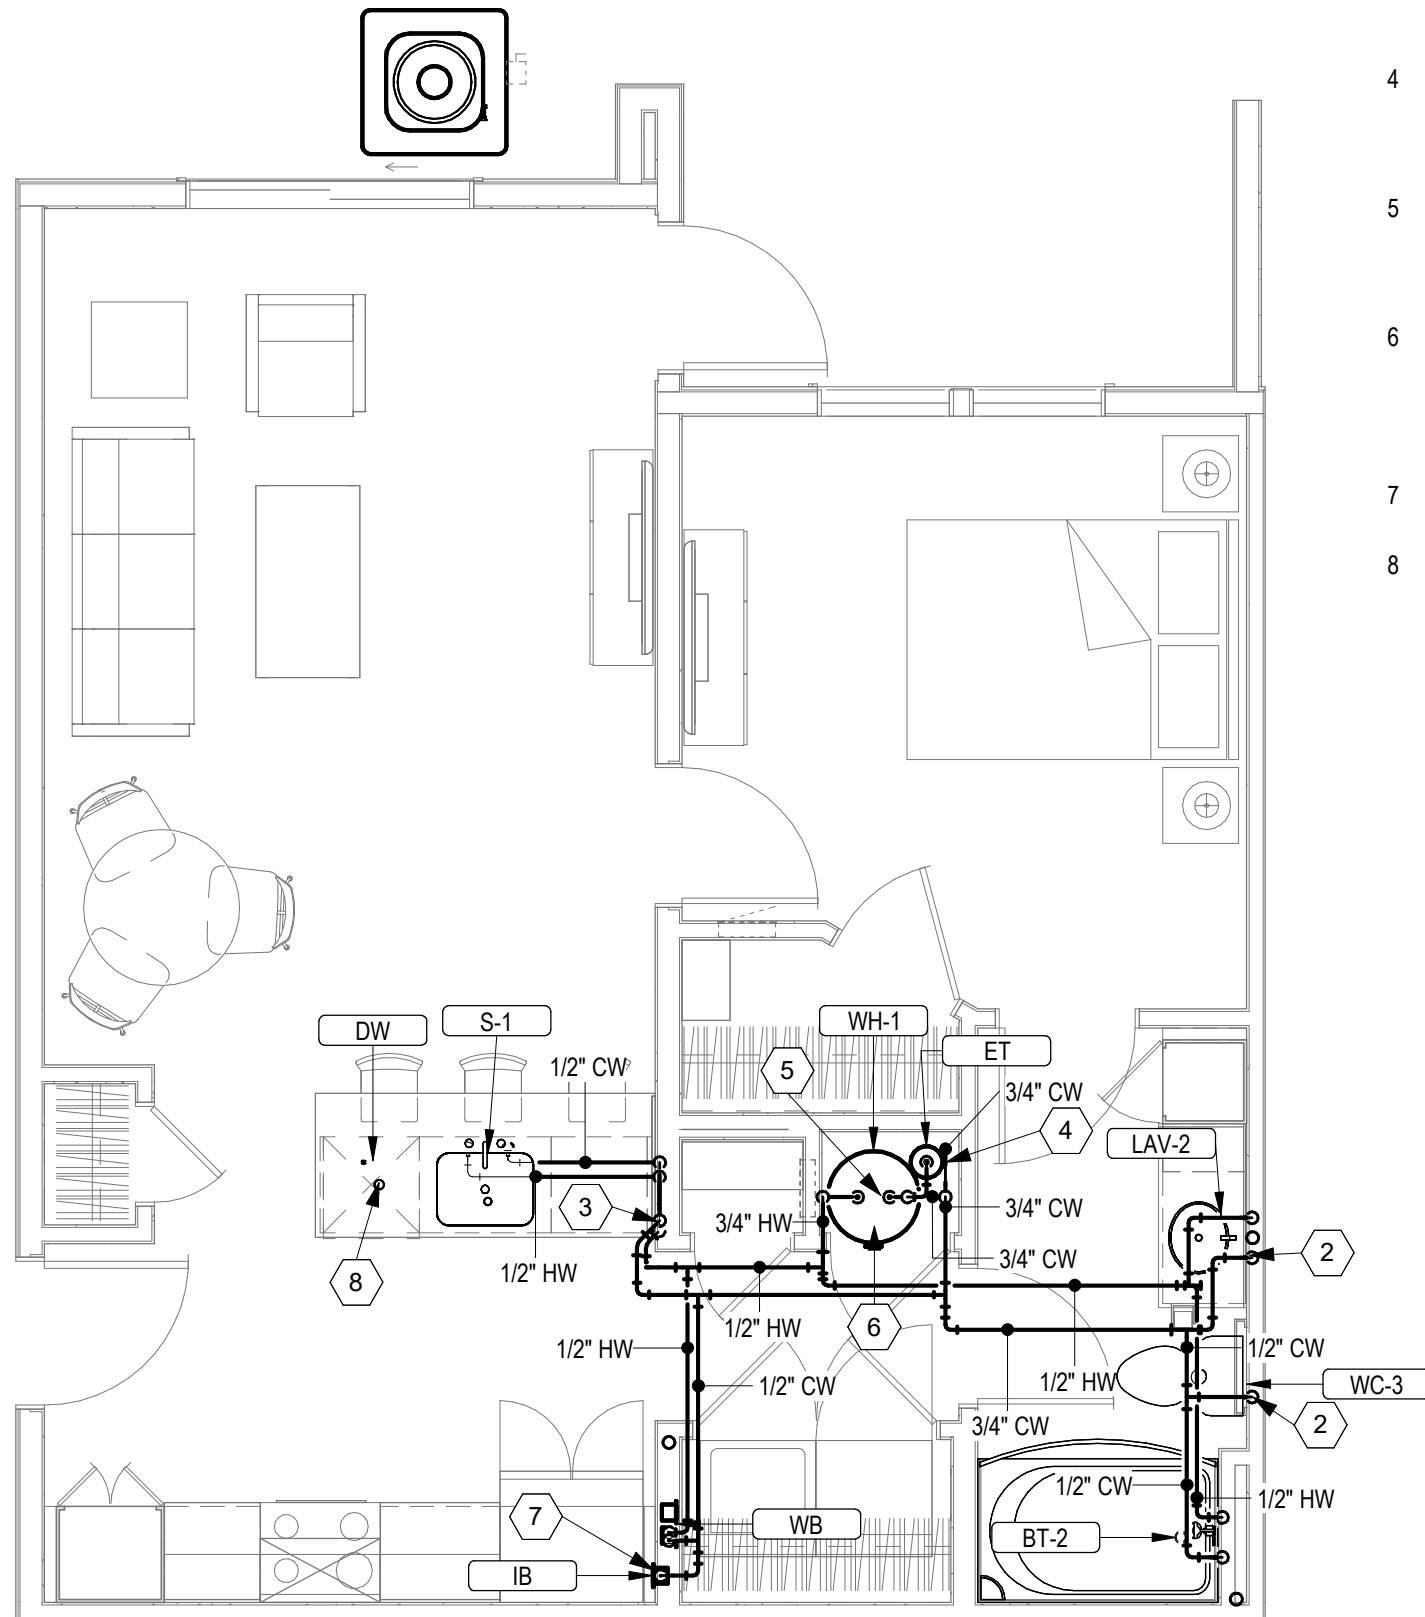 4
5
6
7
8
DW
S-1
WH-1
ET
1/2" CW
5
3/4" CW
4
LAV-2
3
3/4" HW
3/4" CW
8
1/2" HW
3/4" CW
2
6
1/2" HW
1/2" HW
1/2" CW
1/2" CW
1/2" HW
WC-3
3/4" CW
2
1/2" CW
1/2" HW
7
WB
BT-2
IB